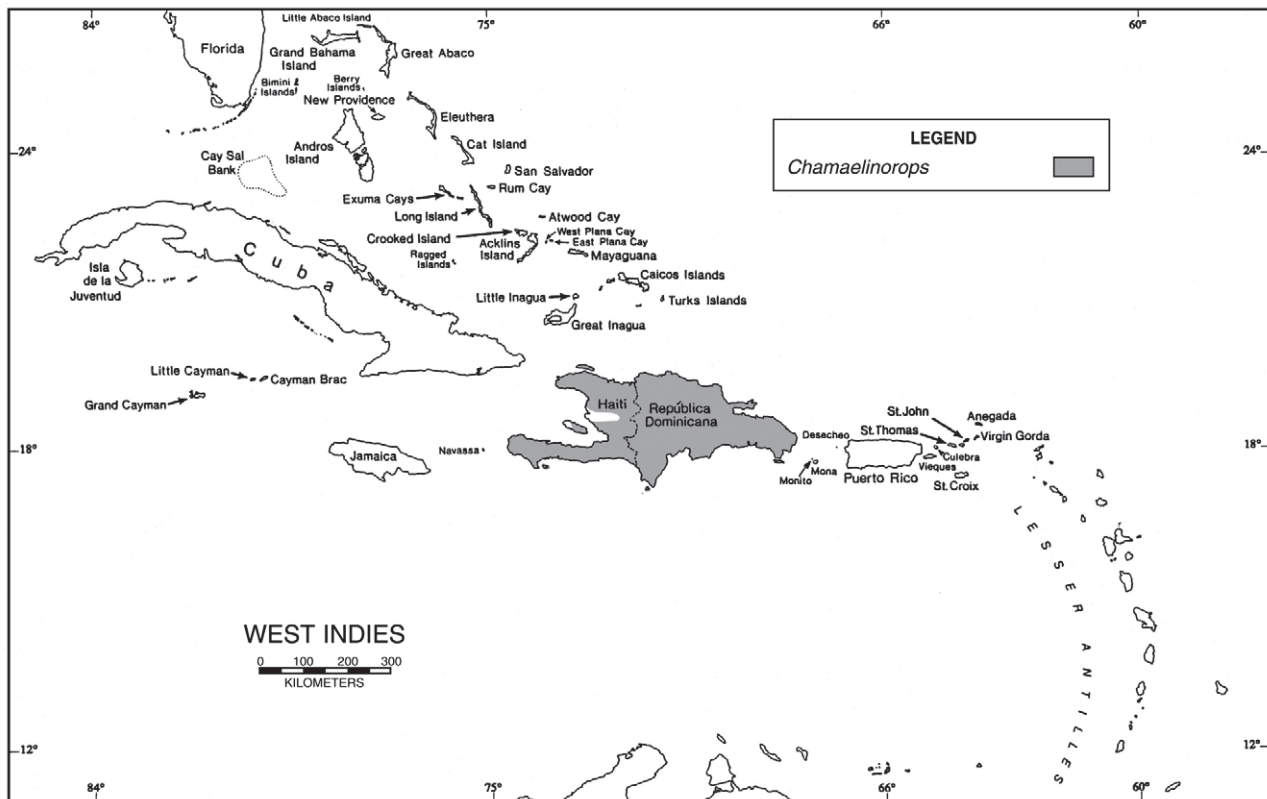 84°
75°
66°
60°
Little Abaco Island
Florida
Grand Bahama
Island
Great Abaco
Bimini
Islands
Berry
Islands
New Providence
Eleuthera
LEGEND
Chamaelinorops
24°
24°
Andros
Island
Cat Island
Cay Sal
Bank
San Salvador
Rum Cay
Exuma Cays
Long Island
Atwood Cay
West Plana Cay
East Plana Cay
Crooked Island
Acklins
Island
Mayaguana
Ragged
Islands
Cuba
Isla
de la
Juventud
Caicos Islands
Little Inagua
Turks Islands
Great Inagua
Little Cayman
Cayman Brac
Grand Cayman
Haiti
República
Dominicana
St. John
Anegada
St. Thomas
Virgin Gorda
Desecheo
18°
18°
Jamaica
Navassa
Culebra
Vieques
Mona
Monito
Puerto Rico
St. Croix
LESSER ANTILLES
WEST INDIES
0 100 200 300
KILOMETERS
12°
12°
84°
75°
66°
60°